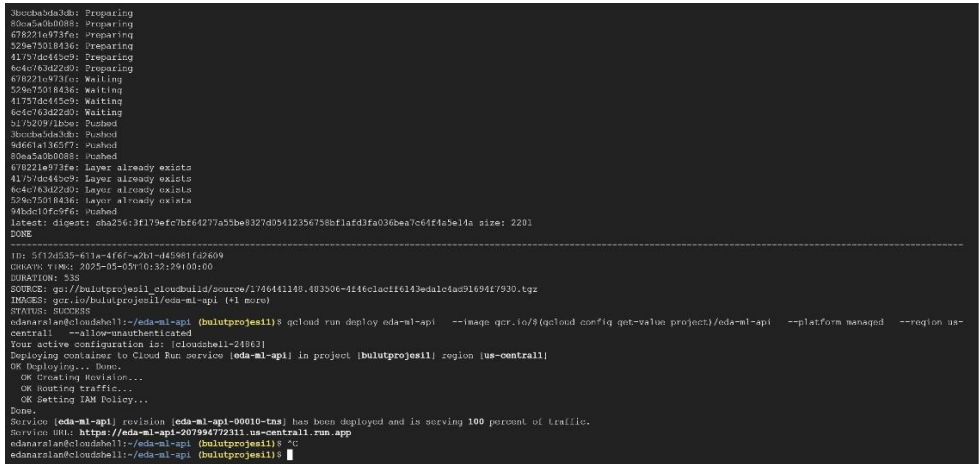 3bccba5da3db: Preparing
80ea5a0b0088: Preparing
678221e973fe: Preparing
529e75018436: Preparing
41757dc445c9: Preparing
6c4c763d22d0: Preparing
678221e973fe: Waiting
529e75018436: Waiting
41757dc445c9: Waiting
6c4c763d22d0: Waiting
517520971b5e: Pushed
3bccba5da3db: Pushed
9d661a1365f7: Pushed
80ea5a0b0088: Pushed
678221e973fe: Layer already exists
41757dc445c9: Layer already exists
6c4c763d22d0: Layer already exists
529e75018436: Layer already exists
94bdc10fc9f6: Pushed
latest: digest: sha256:3f179efc7bf64277a55be8327d05412356758bf1afd3fa036bea7c64f4a5e14a size: 2201
DONE
ID: 5f12d535-611a-4f6f-a2b1-d45981fd2609
CREATE TIME: 2025-05-05T10:32:29+00:00
DURATION: 53S
SOURCE: gs://bulutprojesi1_cloudbuild/source/1746441148.483506-4f46c1acff6143eda1c4ad91694f7930.tgz
IMAGES: gcr.io/bulutprojesi1/eda-ml-api (+1 more)
STATUS: SUCCESS
edanarslan@cloudshell:~/eda-ml-api (bulutprojesi1)$ gcloud run deploy eda-ml-api --image gcr.io/$(gcloud config get-value project)/eda-ml-api --platform managed --region us-
central1 --allow-unauthenticated
Your active configuration is: [cloudshell-24863]
Deploying container to Cloud Run service [eda-ml-api] in project [bulutprojesi1] region [us-central1]
OK Deploying... Done.
OK Creating Revision...
OK Routing traffic...
OK Setting IAM Policy...
Done.
Service [eda-ml-api] revision [eda-ml-api-00010-tns] has been deployed and is serving 100 percent of traffic.
Service URL: https://eda-ml-api-207994772311.us-central1.run.app
edanarslan@cloudshell:~/eda-ml-api (bulutprojesi1)$ ^C
edanarslan@cloudshell:~/eda-ml-api (bulutprojesi1)$